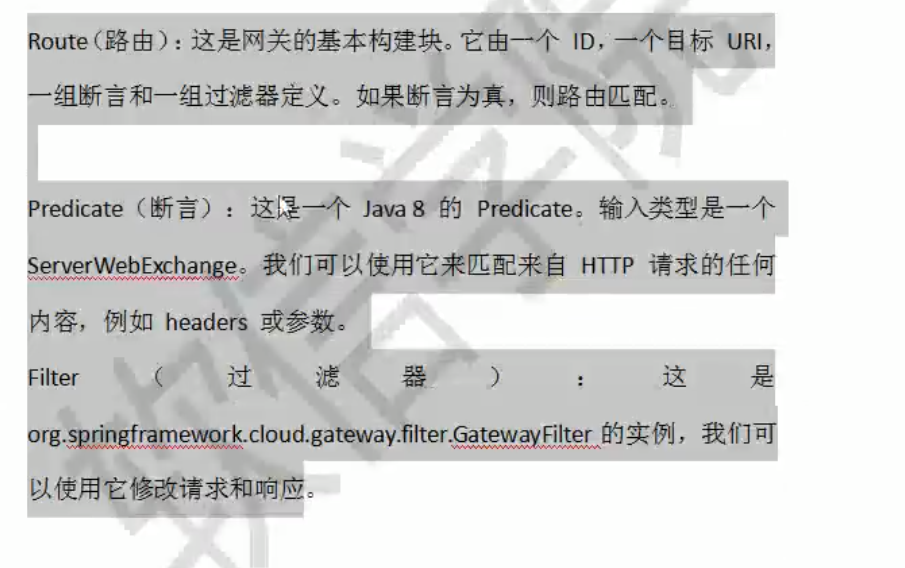 Route（路由）：这是网关的基本构建块。它由一个 ID，一个目标 URI，
一组断言和一组过滤器定义。如果断言为真，则路由匹配。
Predicate（断言）：这是一个 Java 8 的 Predicate。输入类型是一个
ServerWebExchange。我们可以使用它来匹配来自 HTTP 请求的任何
内容，例如 headers 或参数。
Filter（过滤器）：这是
org.springframework.cloud.gateway.filter.GatewayFilter 的实例，我们可
以使用它修改请求和响应。